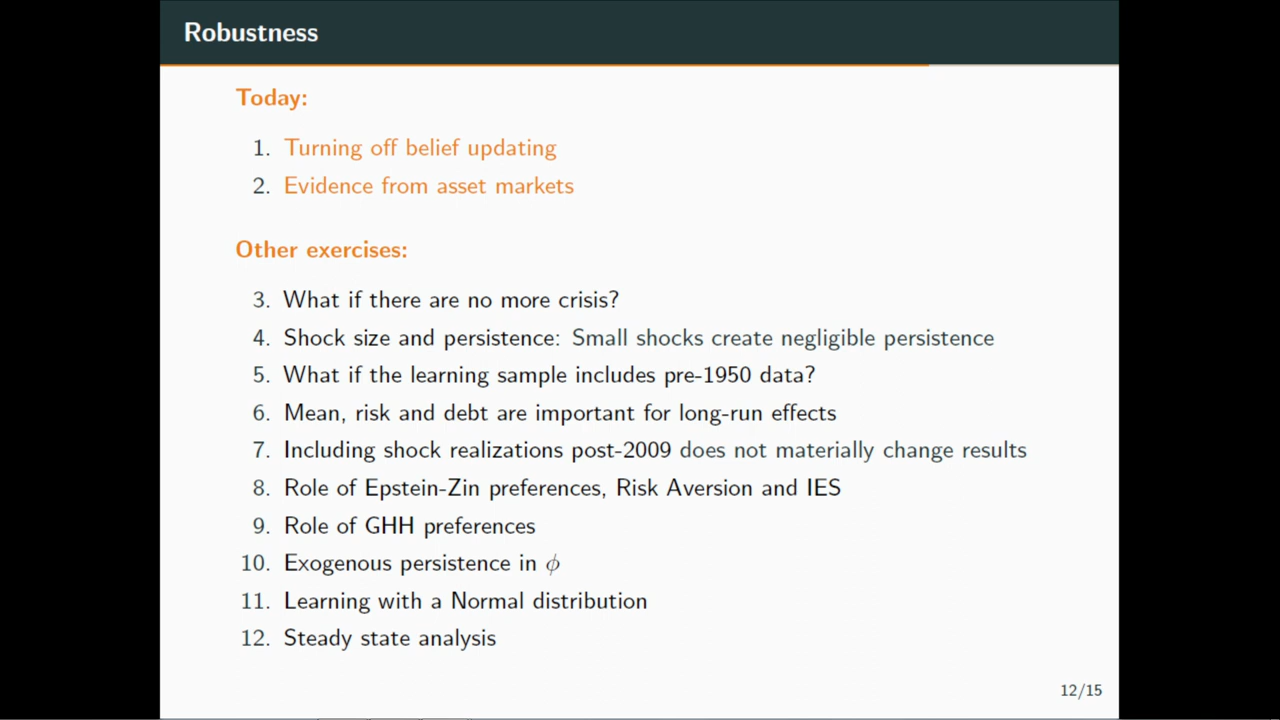 Robustness
Today:
1. Turning off belief updating
2. Evidence from asset markets
Other exercises:
3. What if there are no more crisis?
4. Shock size and persistence: Small shocks create negligible persistence
5. What if the learning sample includes pre-1950 data?
6. Mean, risk and debt are important for long-run effects
7. Including shock realizations post-2009 does not materially change results
8. Role of Epstein-Zin preferences, Risk Aversion and IES
9. Role of GHH preferences
10. Exogenous persistence in ϕ
11. Learning with a Normal distribution
12. Steady state analysis
12/15